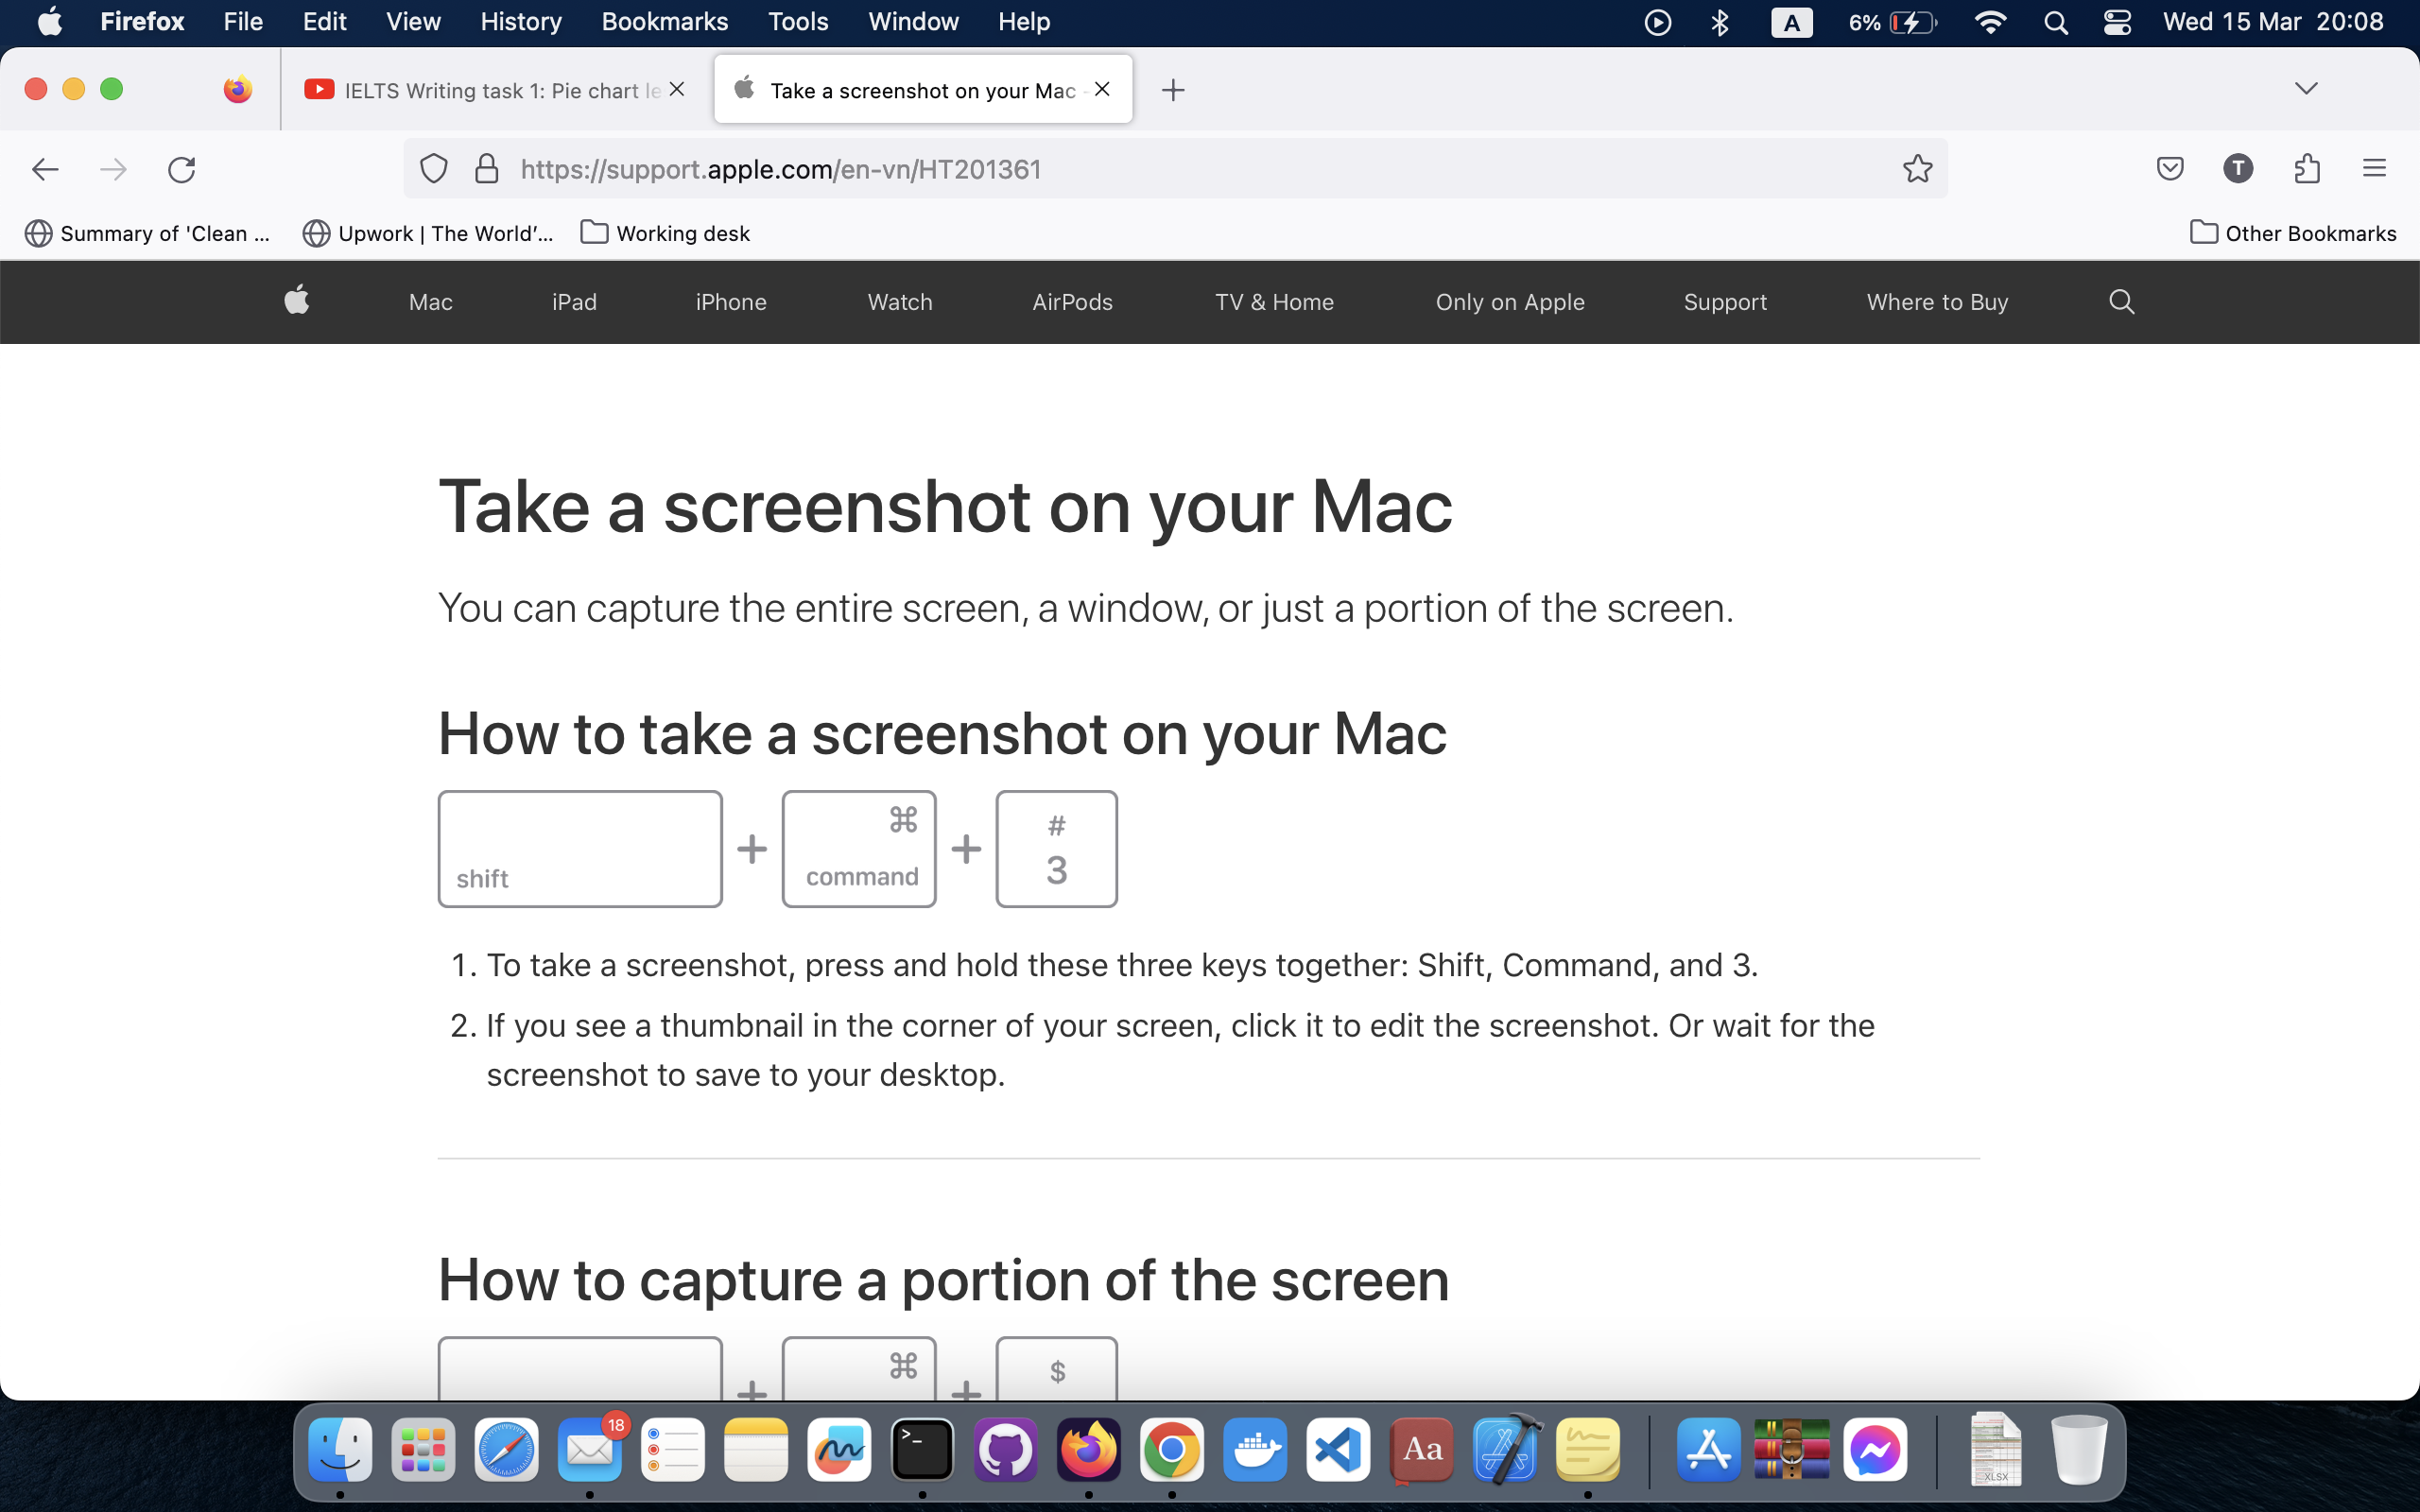 Firefox File Edit View History Bookmarks Tools Window Help A 6% Wed 15 Mar 20:08
IELTS Writing task 1: Pie chart le Take a screenshot on your Mac -
https://support.apple.com/en-vn/HT201361 T
Summary of 'Clean ... Upwork | The World'... Working desk Other Bookmarks
Mac iPad iPhone Watch AirPods TV & Home Only on Apple Support Where to Buy
Take a screenshot on your Mac
You can capture the entire screen, a window, or just a portion of the screen.
How to take a screenshot on your Mac
⌘ #
shift + command + 3
1. To take a screenshot, press and hold these three keys together: Shift, Command, and 3.
2. If you see a thumbnail in the corner of your screen, click it to edit the screenshot. Or wait for the
screenshot to save to your desktop.
How to capture a portion of the screen
+ ⌘ + $
18 >_ Aa XLSX